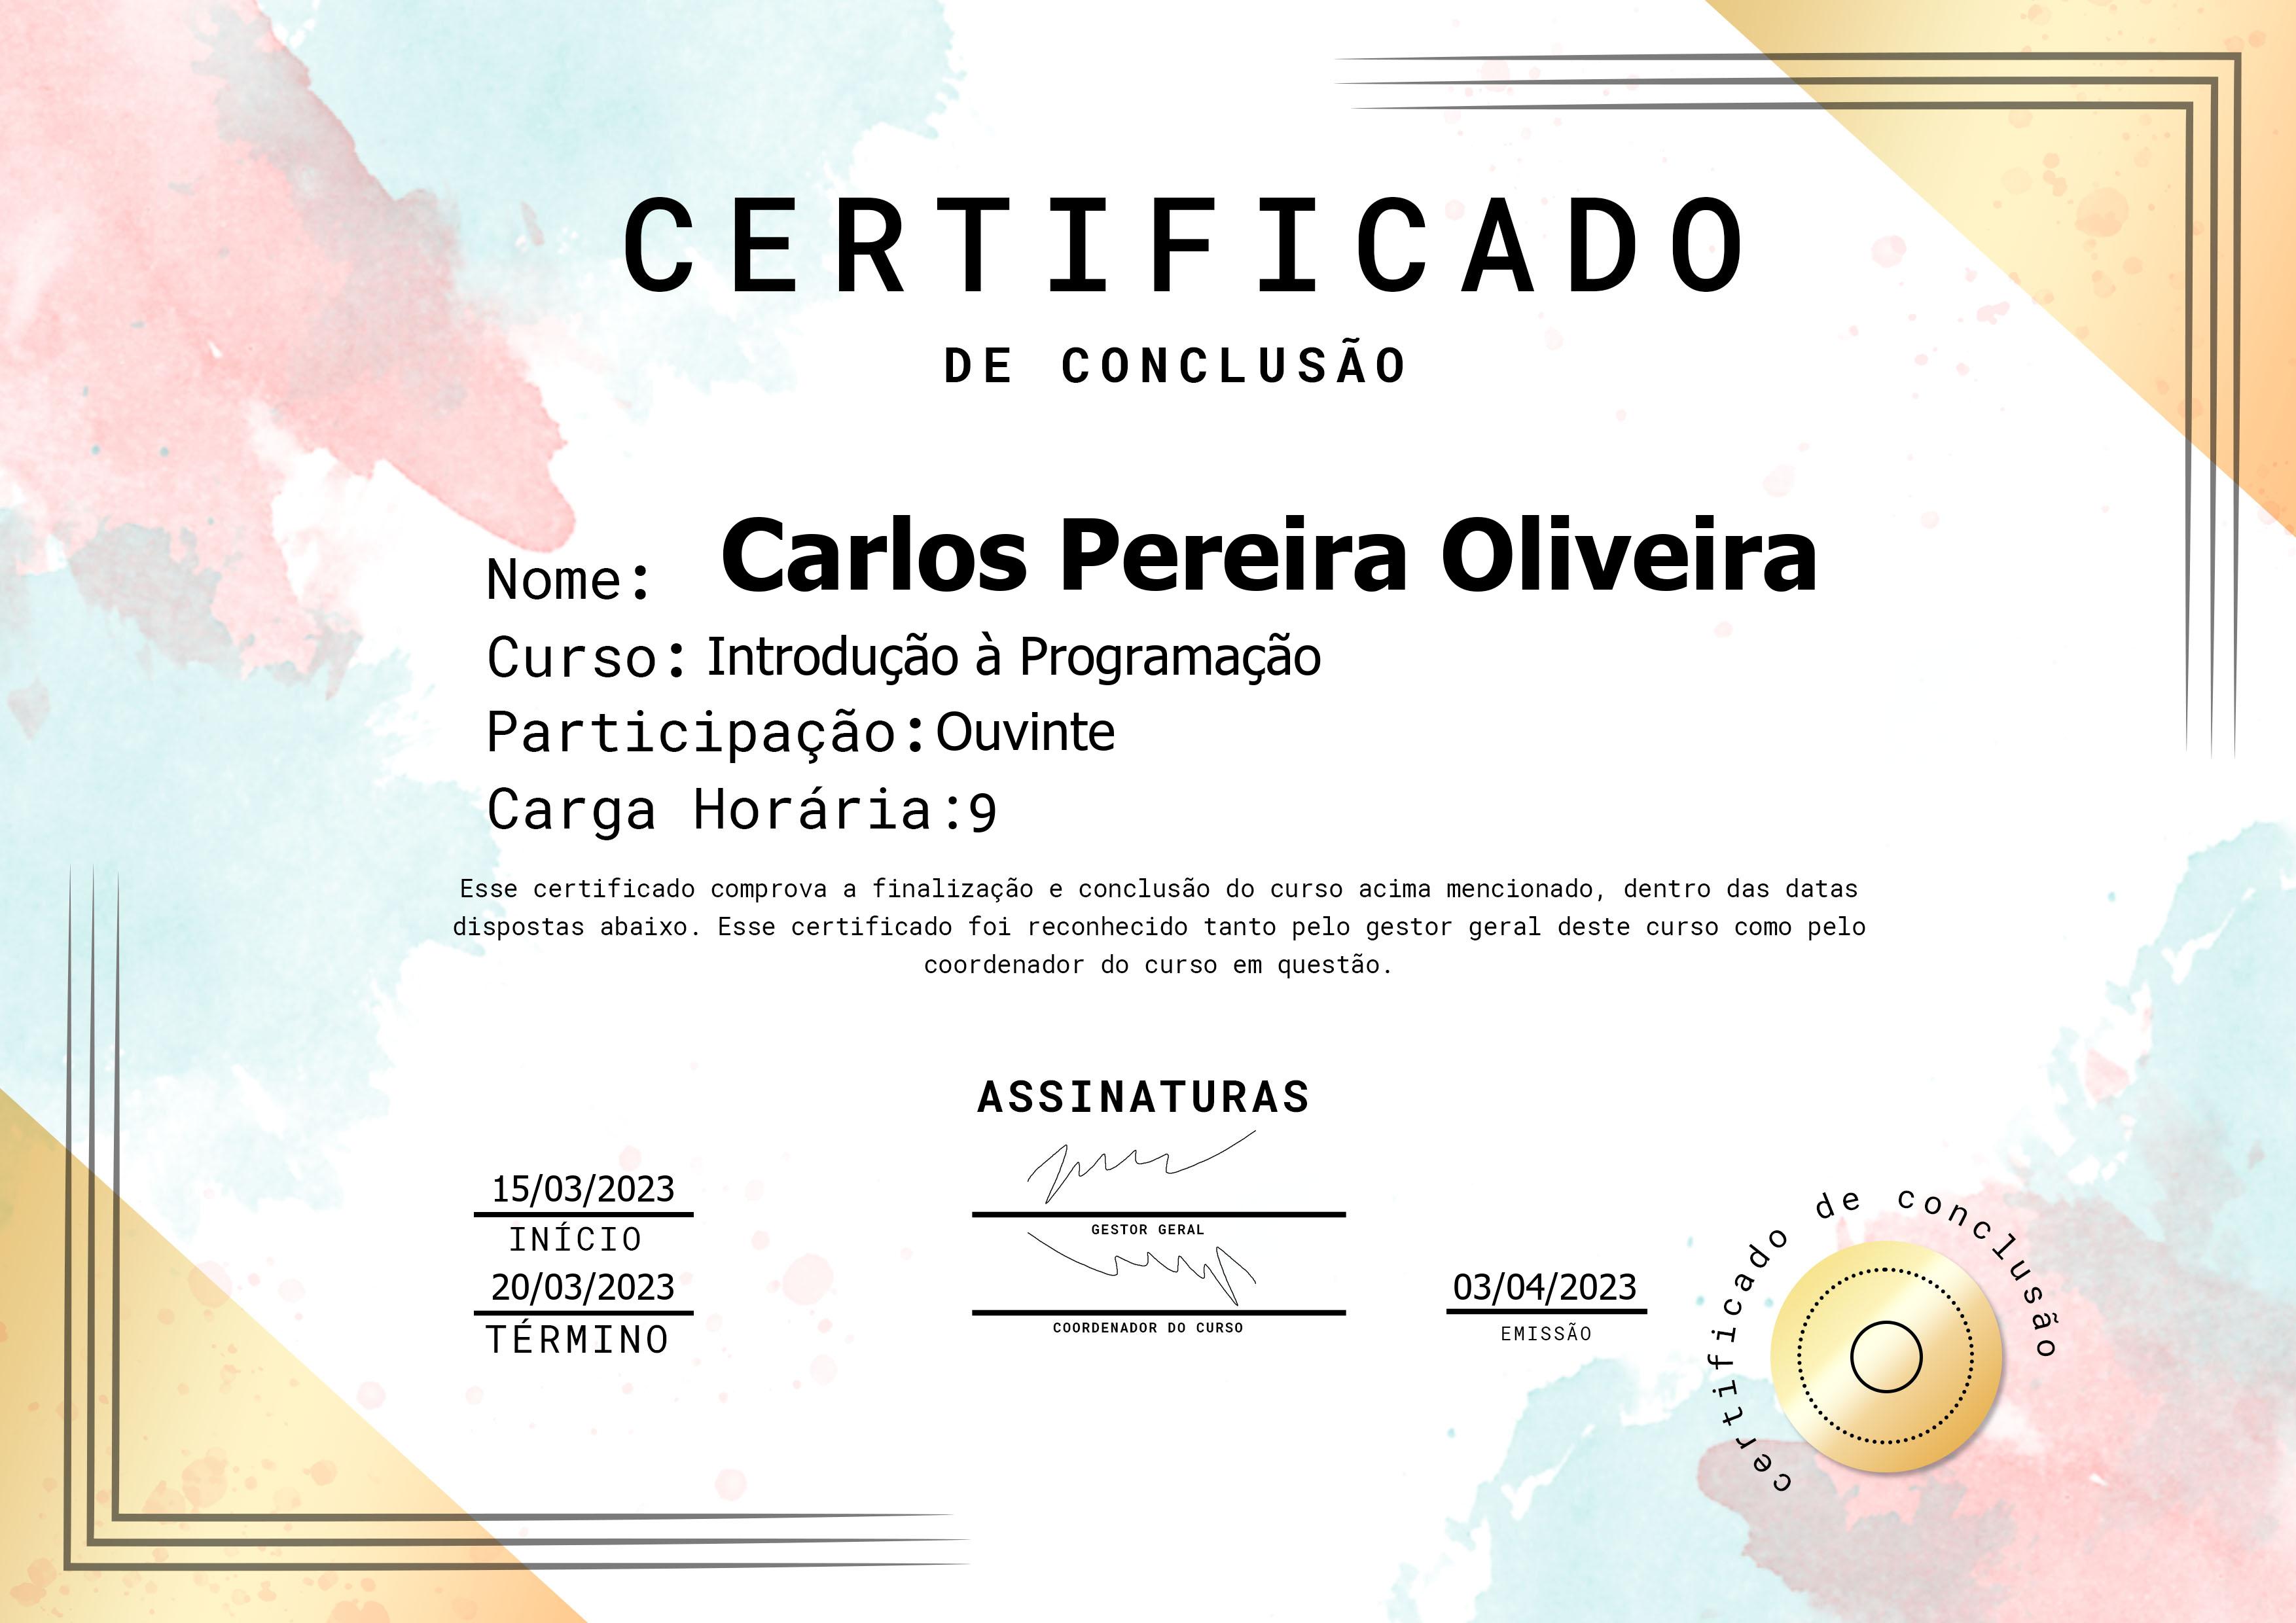 CERTIFICADO
DE CONCLUSÃO
Nome: Carlos Pereira Oliveira
Curso: Introdução à Programação
Participação: Ouvinte
Carga Horária:9
Esse certificado comprova a finalização e conclusão do curso acima mencionado, dentro das datas
dispostas abaixo. Esse certificado foi reconhecido tanto pelo gestor geral deste curso como pelo
coordenador do curso em questão.
ASSINATURAS
15/03/2023
INÍCIO
GESTOR GERAL
20/03/2023
TÉRMINO
COORDENADOR DO CURSO
03/04/2023
EMISSÃO
certificado de conclusão